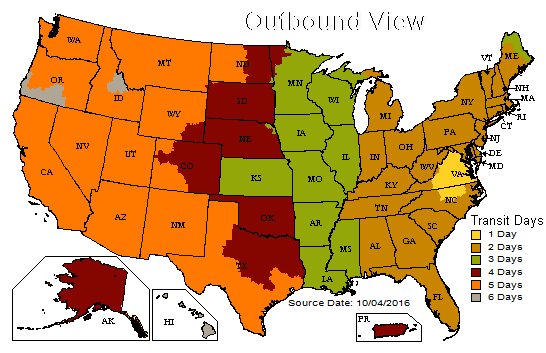 Outbound View
WA
OR
ID
MT
ND
MN
SD
WY
NE
WI
IA
MI
NV
UT
CO
KS
CA
AZ
NM
OK
TX
MO
AR
LA
IL
IN
OH
KY
TN
MS
AL
GA
FL
SC
NC
VA
WV
PA
NY
VT
ME
NH
MA
RI
CT
NJ
DE
MD
AK
HI
PR
Transit Days
1 Day
2 Days
3 Days
4 Days
5 Days
6 Days
Source Date: 10/04/2016